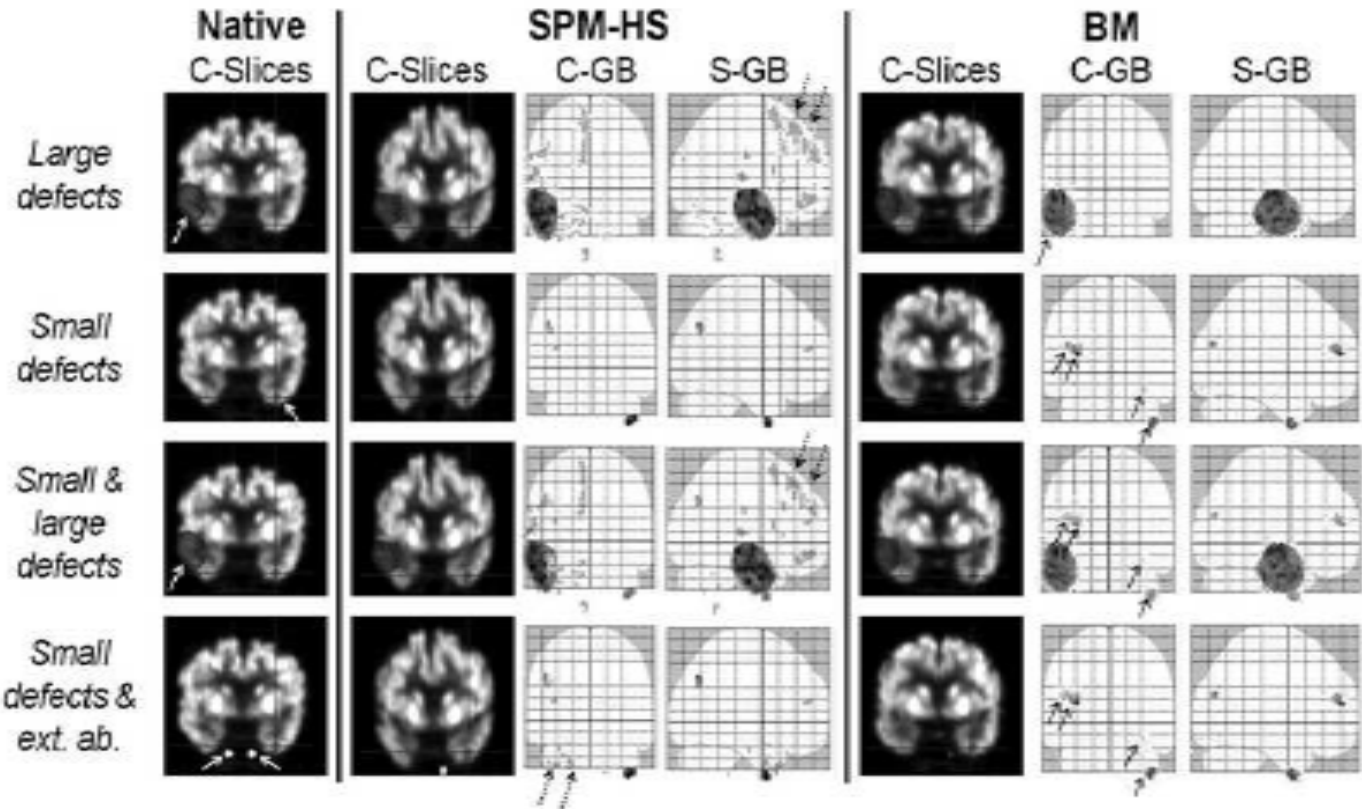 Native SPM-HS BM
C-Slices C-Slices C-GB S-GB C-Slices C-GB S-GB
Large
defects
Small
defects
Small &
large
defects
Small
defects &
ext. ab.